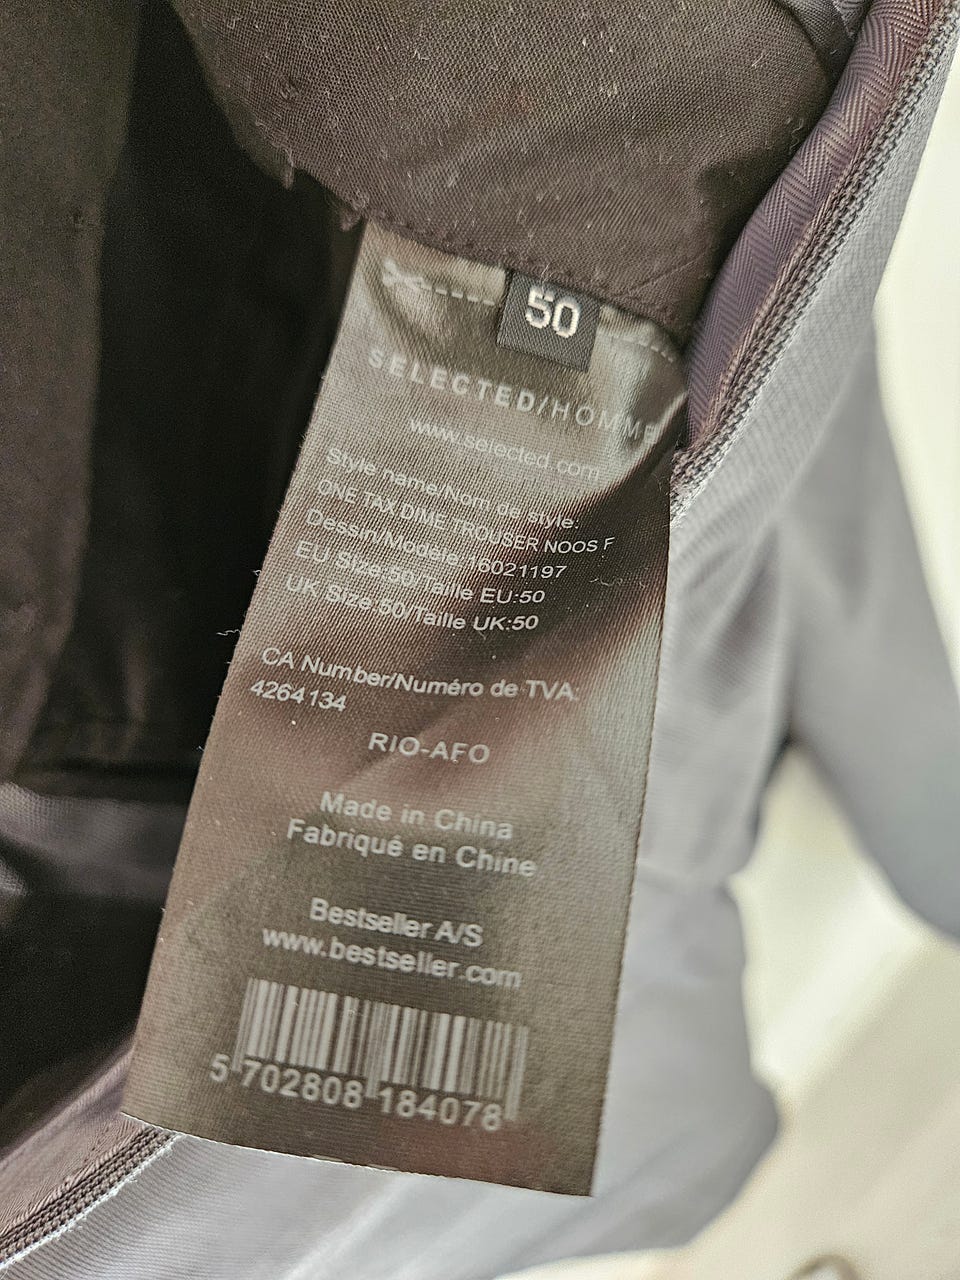 50
SELECTED/HOMME
www.selected.com
Style name/Nom de style:
ONE TAX DIME TROUSER NOOS F
Dessin/Modèle:16021197
EU Size:50/Taille EU:50
UK Size:50/Taille UK:50
CA Number/Numéro de TVA:
4264134
RIO-AFO
Made in China
Fabriqué en Chine
Bestseller A/S
www.bestseller.com
5 702808 184078